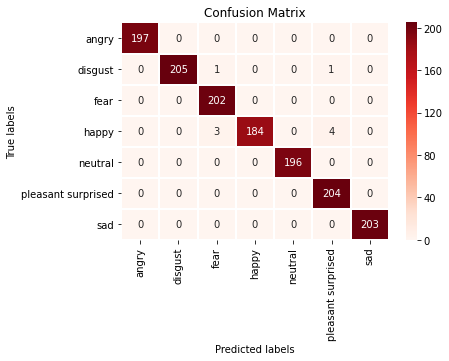 Confusion Matrix
True labels
angry 197 0 0 0 0 0 0
disgust 0 205 1 0 0 1 0
fear 0 0 202 0 0 0 0
happy 0 0 3 184 0 4 0
neutral 0 0 0 0 196 0 0
pleasant surprised 0 0 0 0 0 204 0
sad 0 0 0 0 0 0 203
angry disgust fear happy neutral pleasant surprised sad
Predicted labels
200
160
120
80
40
0